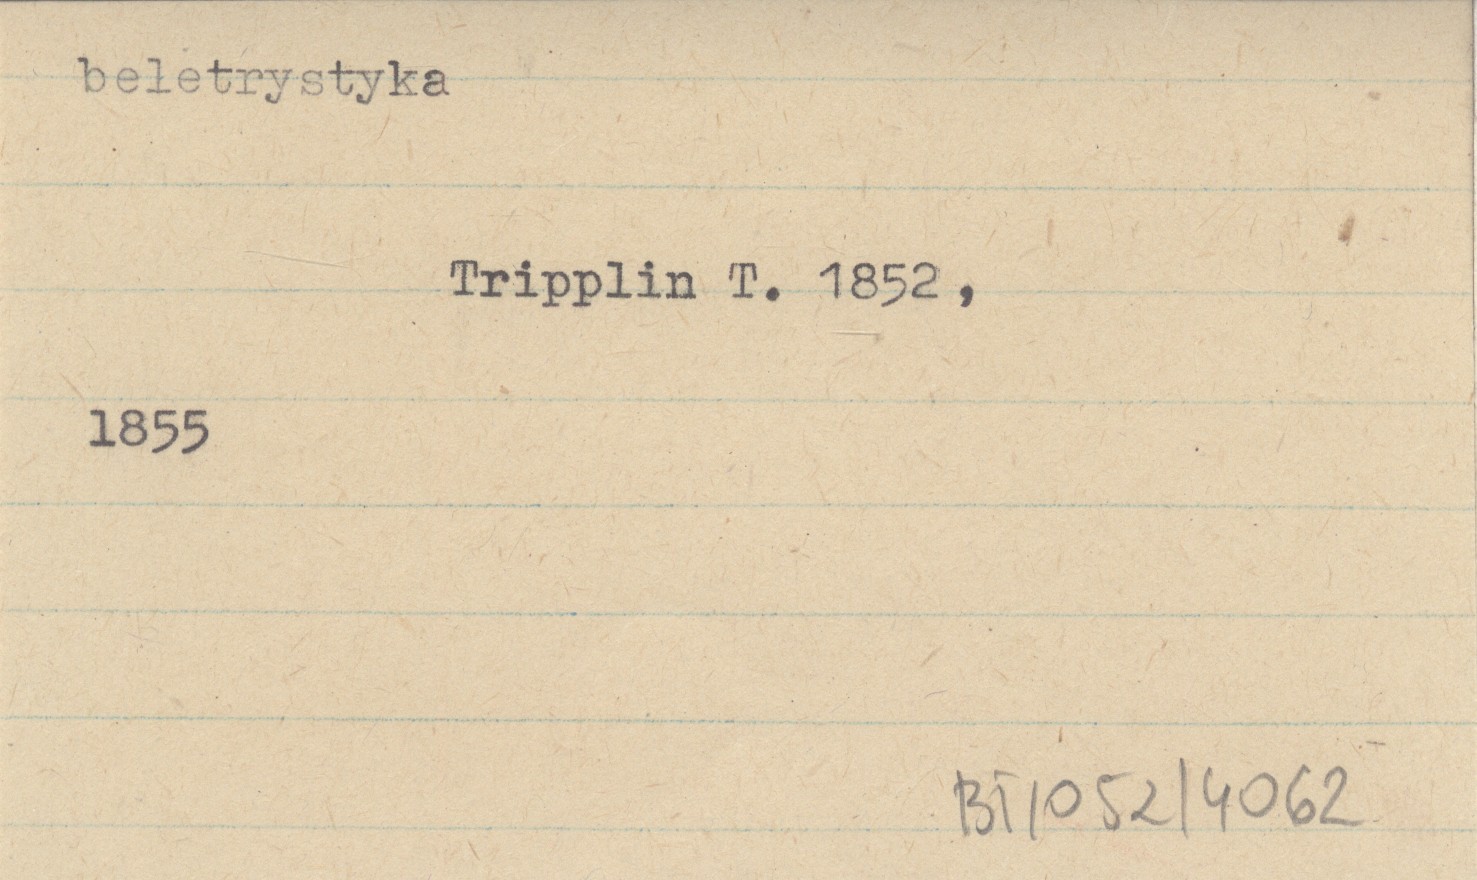 beletrystyka
Tripplin T. 1852,
1855
BT/052/4062